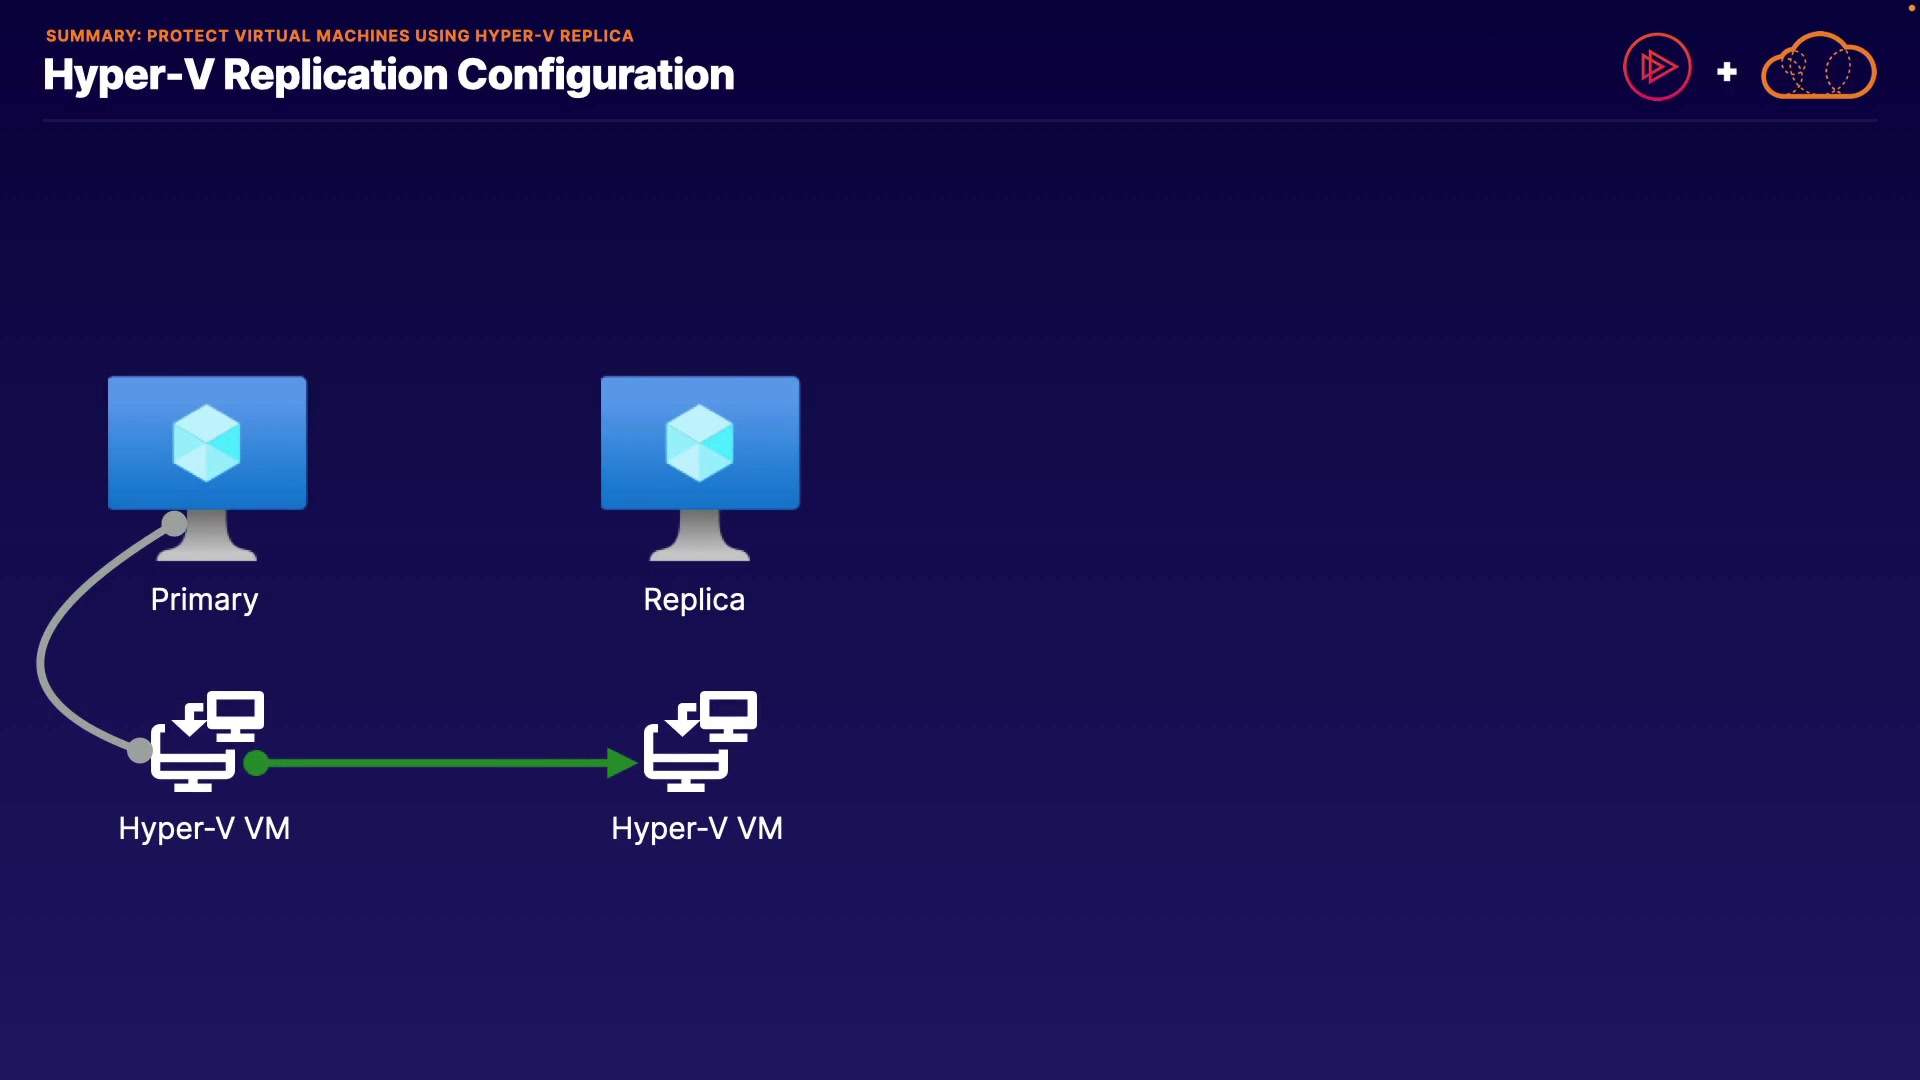 SUMMARY: PROTECT VIRTUAL MACHINES USING HYPER-V REPLICA
Hyper-V Replication Configuration
Primary
Replica
Hyper-V VM
Hyper-V VM